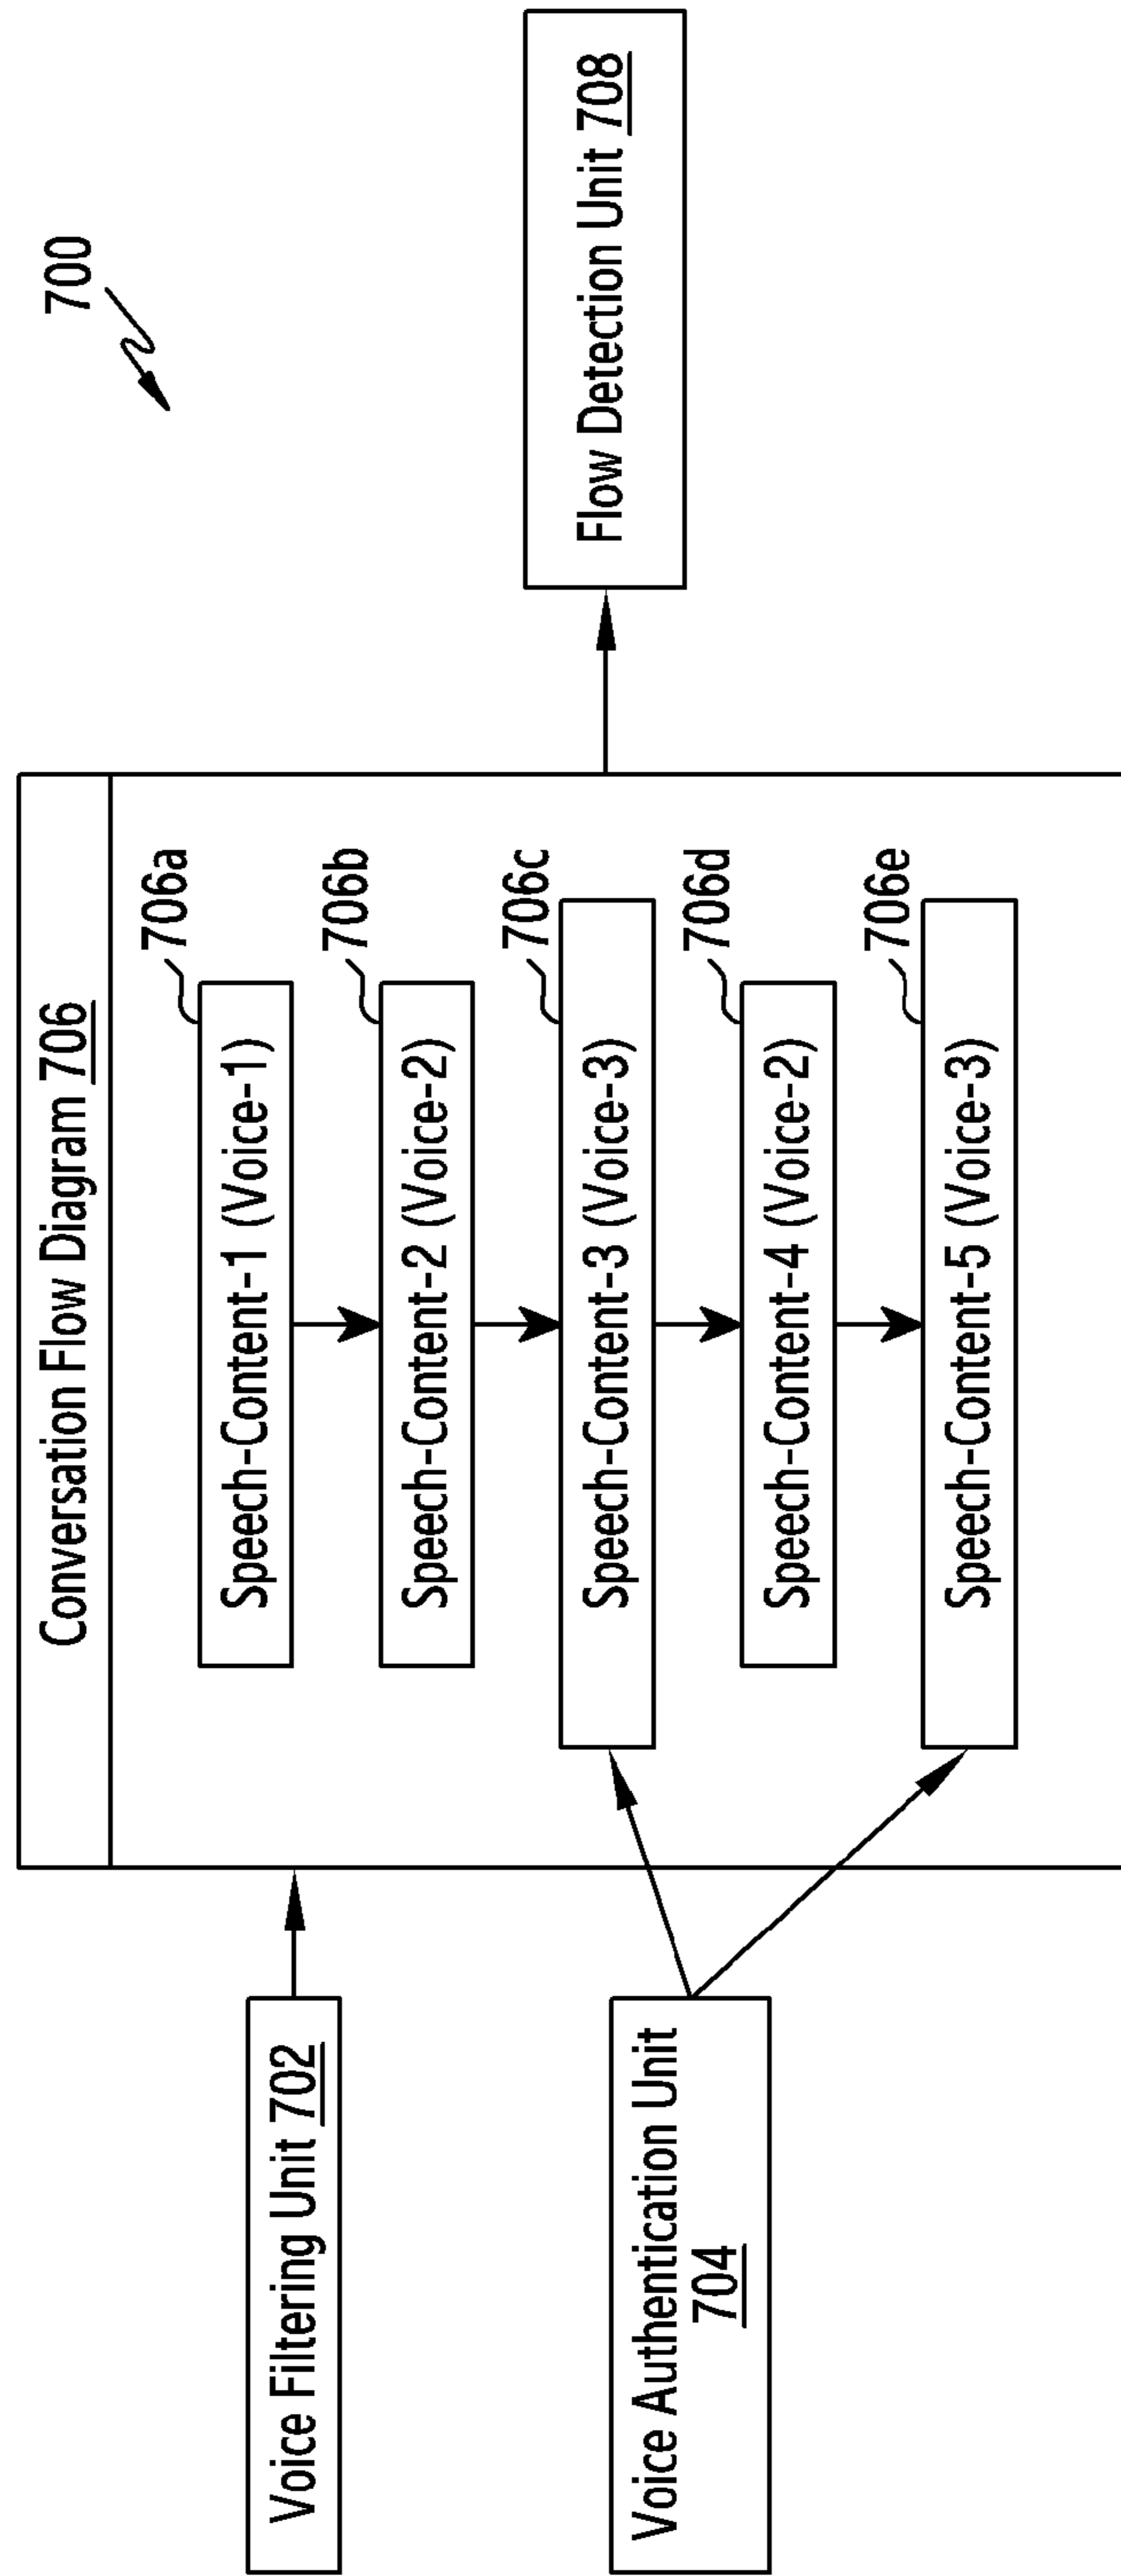 700
Voice Filtering Unit 702
Voice Authentication Unit
704
Conversation Flow Diagram 706
Speech-Content-1 (Voice-1)
706a
Speech-Content-2 (Voice-2)
706b
Speech-Content-3 (Voice-3)
706c
Speech-Content-4 (Voice-2)
706d
Speech-Content-5 (Voice-3)
706e
Flow Detection Unit 708